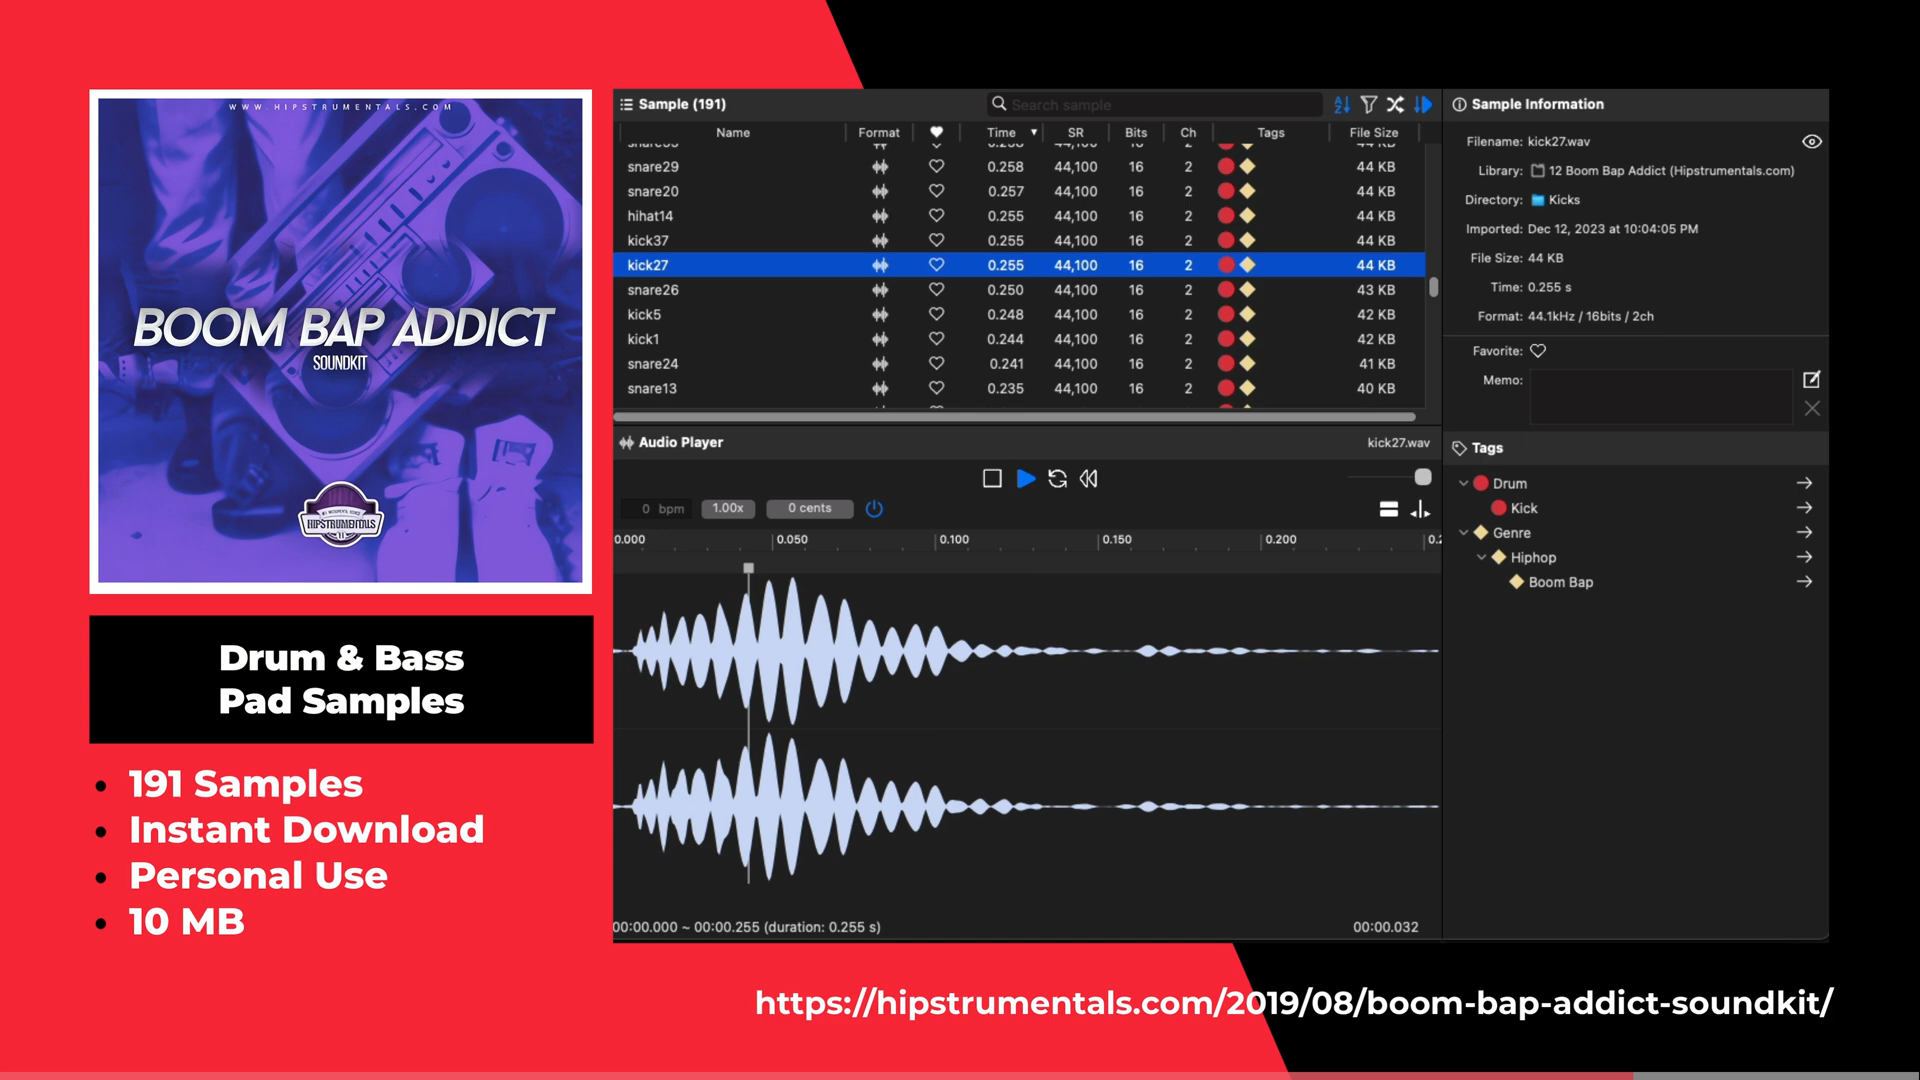 WWW.HIPSTRUMENTALS.COM
BOOM BAP ADDICT
SOUNDKIT
HIPSTRUMENTALS
Drum & Bass
Pad Samples
191 Samples
Instant Download
Personal Use
10 MB
Sample (191)
Search sample
Name Format Time SR Bits Ch Tags File Size
snare29 0.258 44,100 16 2 44 KB
snare20 0.257 44,100 16 2 44 KB
hihat14 0.255 44,100 16 2 44 KB
kick37 0.255 44,100 16 2 44 KB
kick27 0.255 44,100 16 2 44 KB
snare26 0.250 44,100 16 2 43 KB
kick5 0.248 44,100 16 2 42 KB
kick1 0.244 44,100 16 2 42 KB
snare24 0.241 44,100 16 2 41 KB
snare13 0.235 44,100 16 2 40 KB
Audio Player kick27.wav
0 bpm 1.00x 0 cents
0.000 0.050 0.100 0.150 0.200
00:00.000 ~ 00:00.255 (duration: 0.255 s) 00:00.032
Sample Information
Filename: kick27.wav
Library: 12 Boom Bap Addict (Hipstrumentals.com)
Directory: Kicks
Imported: Dec 12, 2023 at 10:04:05 PM
File Size: 44 KB
Time: 0.255 s
Format: 44.1kHz / 16bits / 2ch
Favorite:
Memo:
Tags
Drum
Kick
Genre
Hiphop
Boom Bap
https://hipstrumentals.com/2019/08/boom-bap-addict-soundkit/